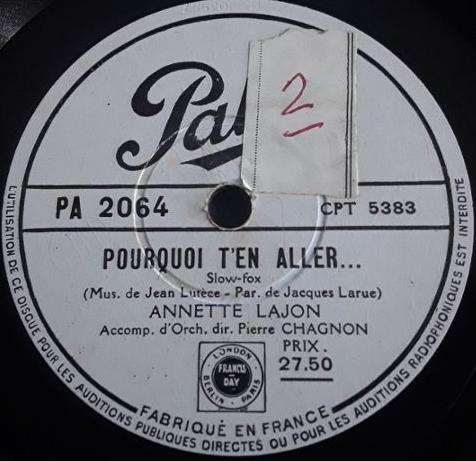 2
PA 2064
CPT 5383
POURQUOI T'EN ALLER...
Slow-fox
(Mus. de Jean Lutèce - Par. de Jacques Larue)
ANNETTE LAJON
Accomp. d'Orch. dir. Pierre CHAGNON
PRIX.
27.50
LONDON
FRANCIS
DAY
BERLIN PARIS
FABRIQUÉ EN FRANCE
L'UTILISATION DE CE DISQUE POUR LES AUDITIONS PUBLIQUES DIRECTES OU POUR LES AUDITIONS RADIOPHONIQUES EST INTERDITE